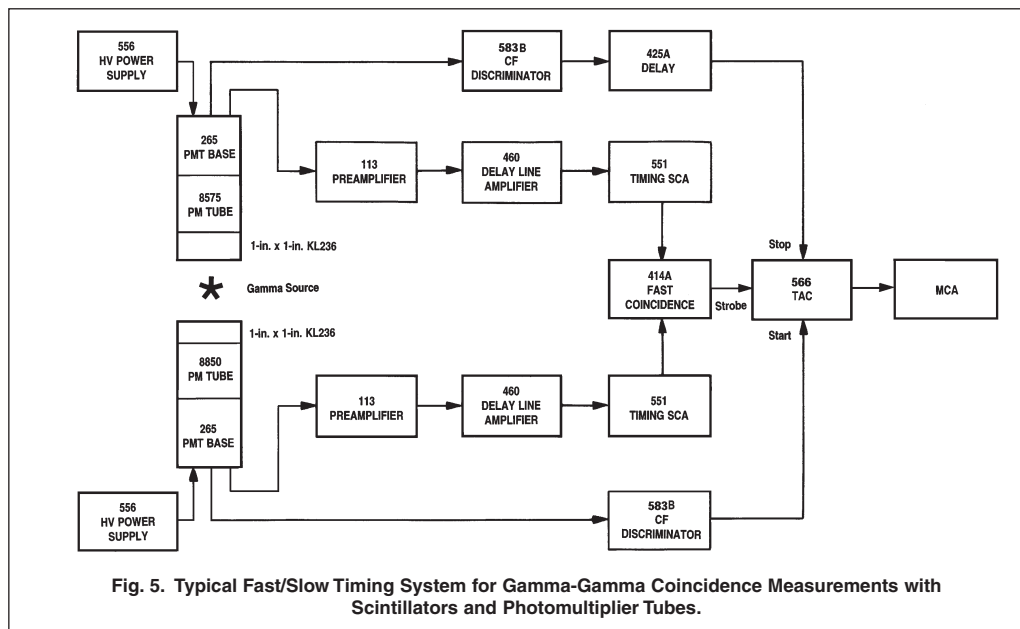 556
HV POWER
SUPPLY
583B
CF
DISCRIMINATOR
425A
DELAY
265
PMT BASE
8575
PM TUBE
1-in. x 1-in. KL236
113
PREAMPLIFIER
460
DELAY LINE
AMPLIFIER
551
TIMING SCA
Gamma Source
414A
FAST
COINCIDENCE
Strobe
Stop
566
TAC
Start
MCA
1-in. x 1-in. KL236
8850
PM TUBE
265
PMT BASE
113
PREAMPLIFIER
460
DELAY LINE
AMPLIFIER
551
TIMING SCA
556
HV POWER
SUPPLY
583B
CF
DISCRIMINATOR
Fig. 5. Typical Fast/Slow Timing System for Gamma-Gamma Coincidence Measurements with
Scintillators and Photomultiplier Tubes.